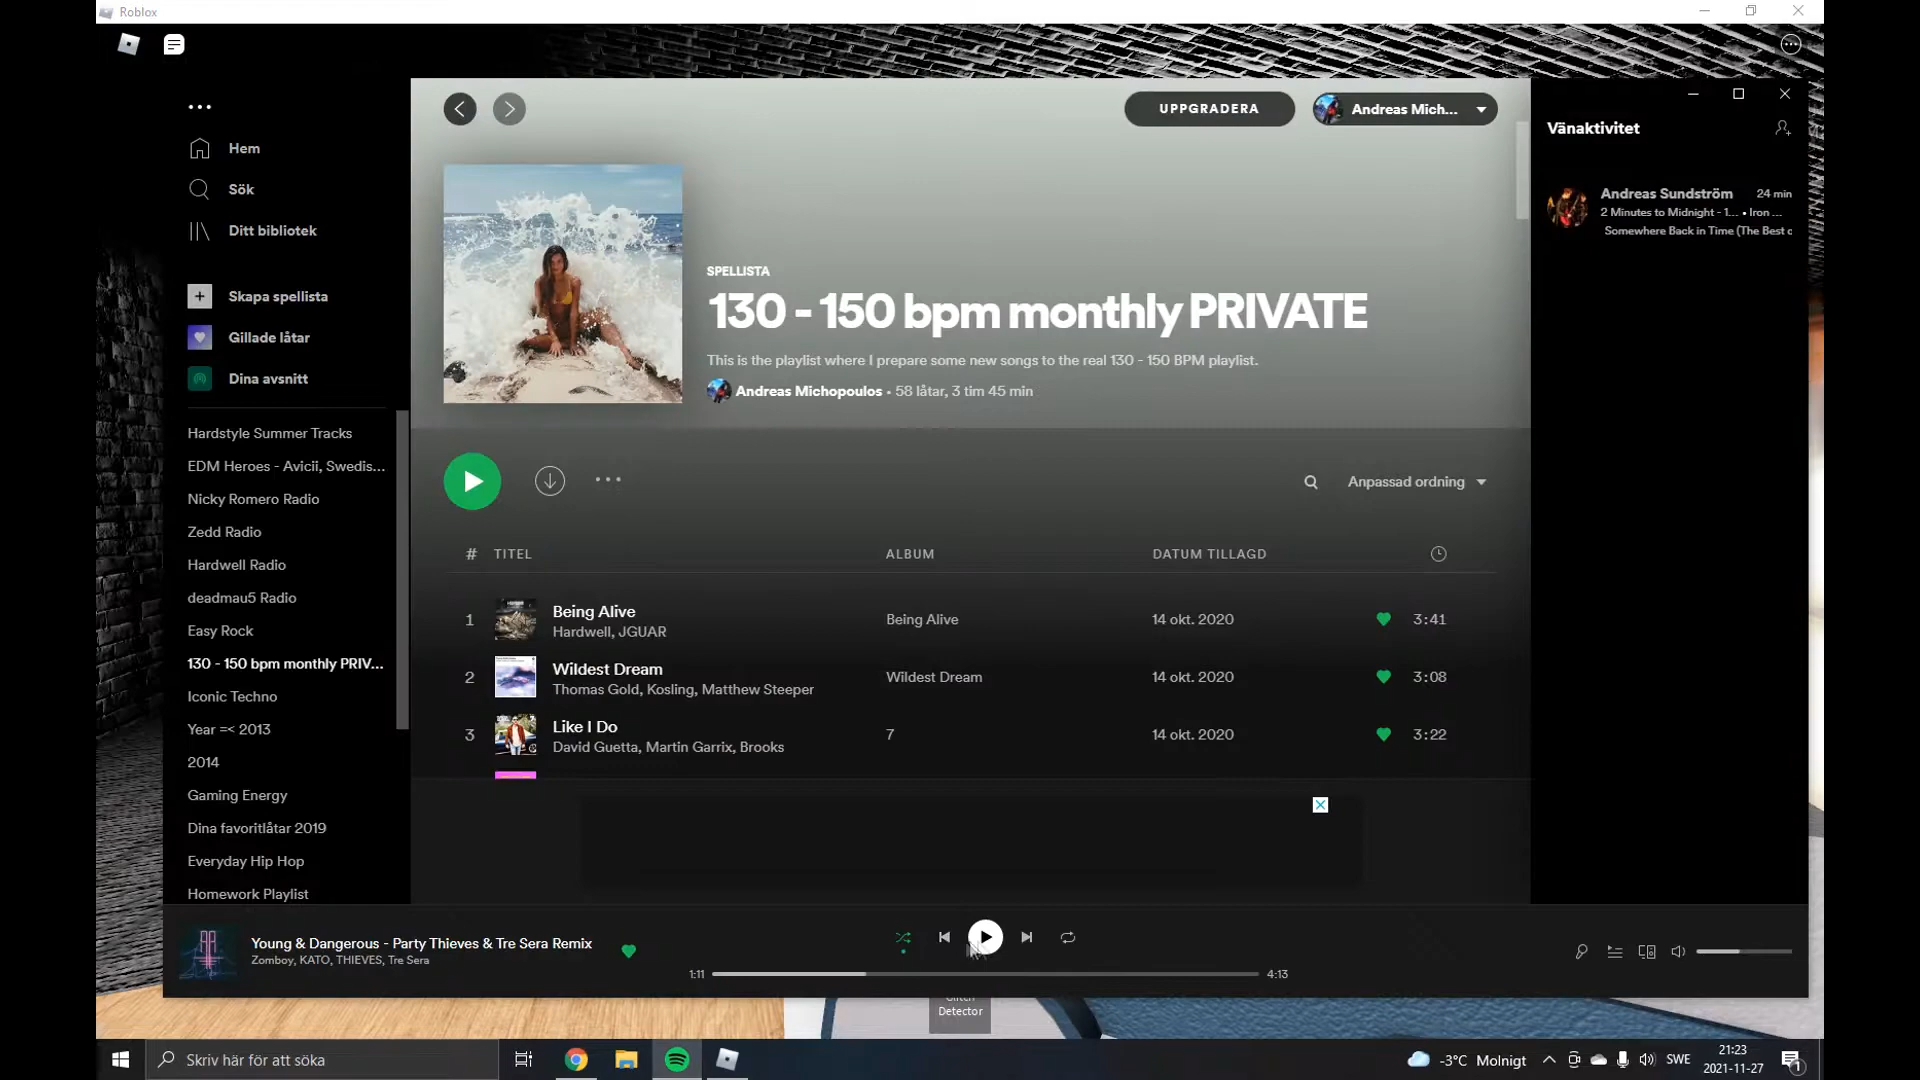 Roblox
UPPGRADERA
Andreas Mich...
Vänaktivitet
Hem
Sök
Ditt bibliotek
Andreas Sundström 24 min
2 Minutes to Midnight - 1... • Iron ...
Somewhere Back in Time (The Best
Skapa spellista
Gillade låtar
Dina avsnitt
SPELLISTA
130 - 150 bpm monthly PRIVATE
This is the playlist where I prepare some new songs to the real 130 - 150 BPM playlist.
Andreas Michopoulos • 58 låtar, 3 tim 45 min
Hardstyle Summer Tracks
EDM Heroes - Avicii, Swedis...
Nicky Romero Radio
Zedd Radio
Hardwell Radio
deadmau5 Radio
Easy Rock
130 - 150 bpm monthly PRIV...
Iconic Techno
Year =< 2013
2014
Gaming Energy
Dina favoritlåtar 2019
Everyday Hip Hop
Homework Playlist
Anpassad ordning
# TITEL ALBUM DATUM TILLAGD
1 Being Alive Being Alive 14 okt. 2020 3:41
Hardwell, JGUAR
2 Wildest Dream Wildest Dream 14 okt. 2020 3:08
Thomas Gold, Kosling, Matthew Steeper
3 Like I Do 7 14 okt. 2020 3:22
David Guetta, Martin Garrix, Brooks
Young & Dangerous - Party Thieves & Tre Sera Remix
Zomboy, KATO, THIEVES, Tre Sera
1:11 4:13
Glitch
Detector
Skriv här för att söka
-3°C Molnigt
SWE
21:23
2021-11-27
1